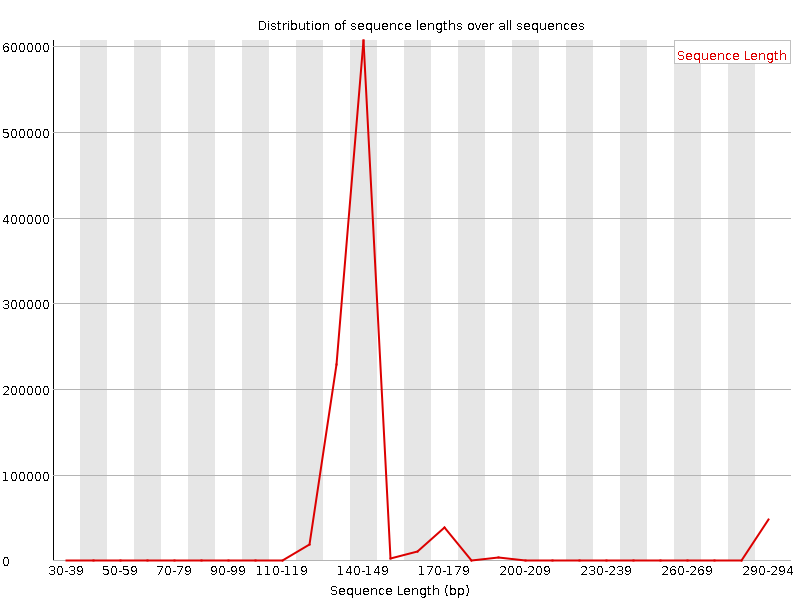 Distribution of sequence lengths over all sequences
Sequence Length
600000
500000
400000
300000
200000
100000
0
30-39 50-59 70-79 90-99 110-119 140-149 170-179 200-209 230-239 260-269 290-294
Sequence Length (bp)